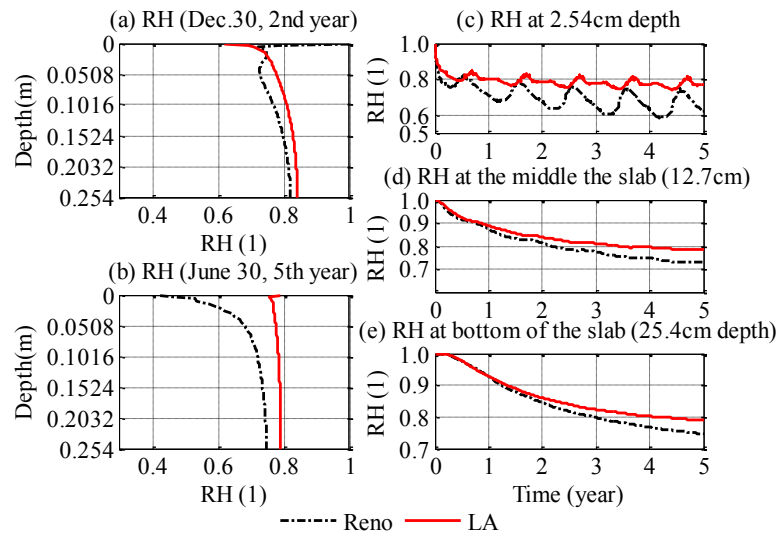 (a) RH (Dec.30, 2nd year)
Depth(m)
0
0.0508
0.1016
0.1524
0.2032
0.254
0.4 0.6 0.8 1
RH (1)
(b) RH (June 30, 5th year)
Depth(m)
0
0.0508
0.1016
0.1524
0.2032
0.254
0.4 0.6 0.8 1
RH (1)
(c) RH at 2.54cm depth
RH (1)
1.0
0.8
0.6
0.5
0 1 2 3 4 5
(d) RH at the middle the slab (12.7cm)
RH (1)
1.0
0.9
0.8
0.7
0 1 2 3 4 5
(e) RH at bottom of the slab (25.4cm depth)
RH (1)
1.0
0.9
0.8
0.7
0 1 2 3 4 5
Time (year)
Reno LA